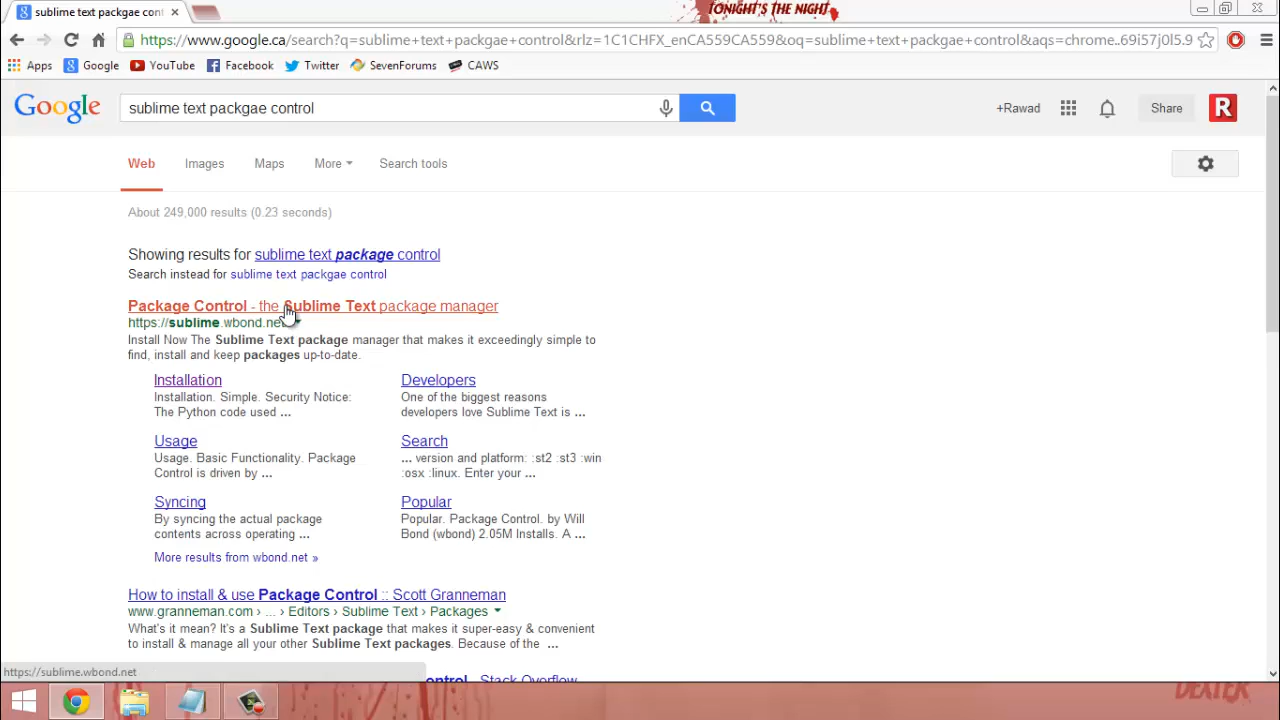 TONIGHT'S THE NIGHT
sublime text packgae cont
https://www.google.ca/search?q=sublime+text+packgae+control&rlz=1C1CHFX_enCA559CA559&oq=sublime+text+packgae+control&aqs=chrome..69i57j0l5.9
Apps Google YouTube Facebook Twitter SevenForums CAWS
Google sublime text packgae control +Rawad Share R
Web Images Maps More Search tools
About 249,000 results (0.23 seconds)
Showing results for sublime text package control
Search instead for sublime text packgae control
Package Control - the Sublime Text package manager
https://sublime.wbond.net
Install Now The Sublime Text package manager that makes it exceedingly simple to
find, install and keep packages up-to-date.
Installation
Installation. Simple. Security Notice:
The Python code used ...
Developers
One of the biggest reasons
developers love Sublime Text is ...
Usage
Usage. Basic Functionality. Package
Control is driven by ...
Search
... version and platform: :st2 :st3 :win
:osx :linux. Enter your ...
Syncing
By syncing the actual package
contents across operating ...
Popular
Popular. Package Control. by Will
Bond (wbond) 2.05M Installs. A ...
More results from wbond.net »
How to install & use Package Control :: Scott Granneman
www.granneman.com › ... › Editors › Sublime Text › Packages
What's it mean? It's a Sublime Text package that makes it super-easy & convenient
to install & manage all your other Sublime Text packages. Because of the ...
ontrol - Stack Overflow
https://sublime.wbond.net
DEXTER